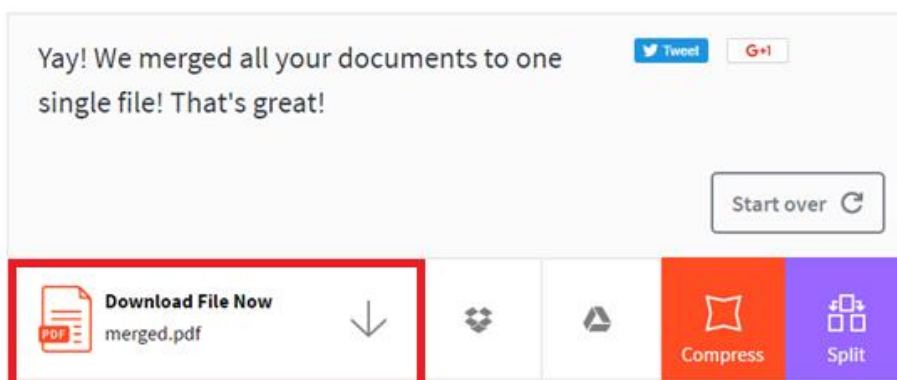 Yay! We merged all your documents to one
single file! That's great!
Tweet
G+1
Start over
Download File Now
merged.pdf
PDF
Compress
Split